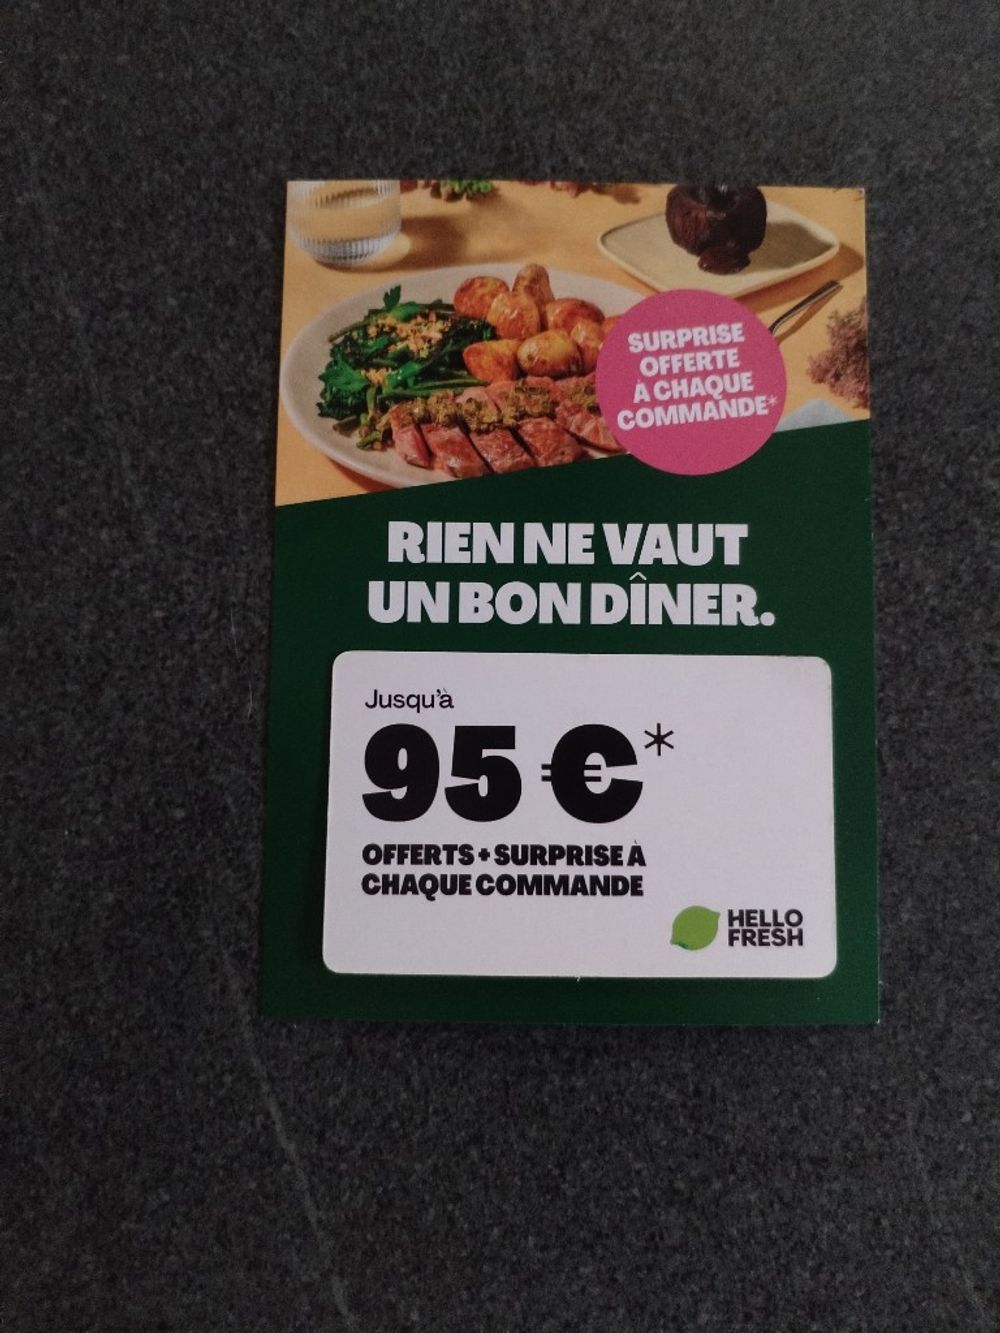 SURPRISE
OFFERTE
À CHAQUE
COMMANDE*
RIEN NE VAUT
UN BON DÎNER.
Jusqu'à
95 €*
OFFERTS + SURPRISE À
CHAQUE COMMANDE
HELLO
FRESH